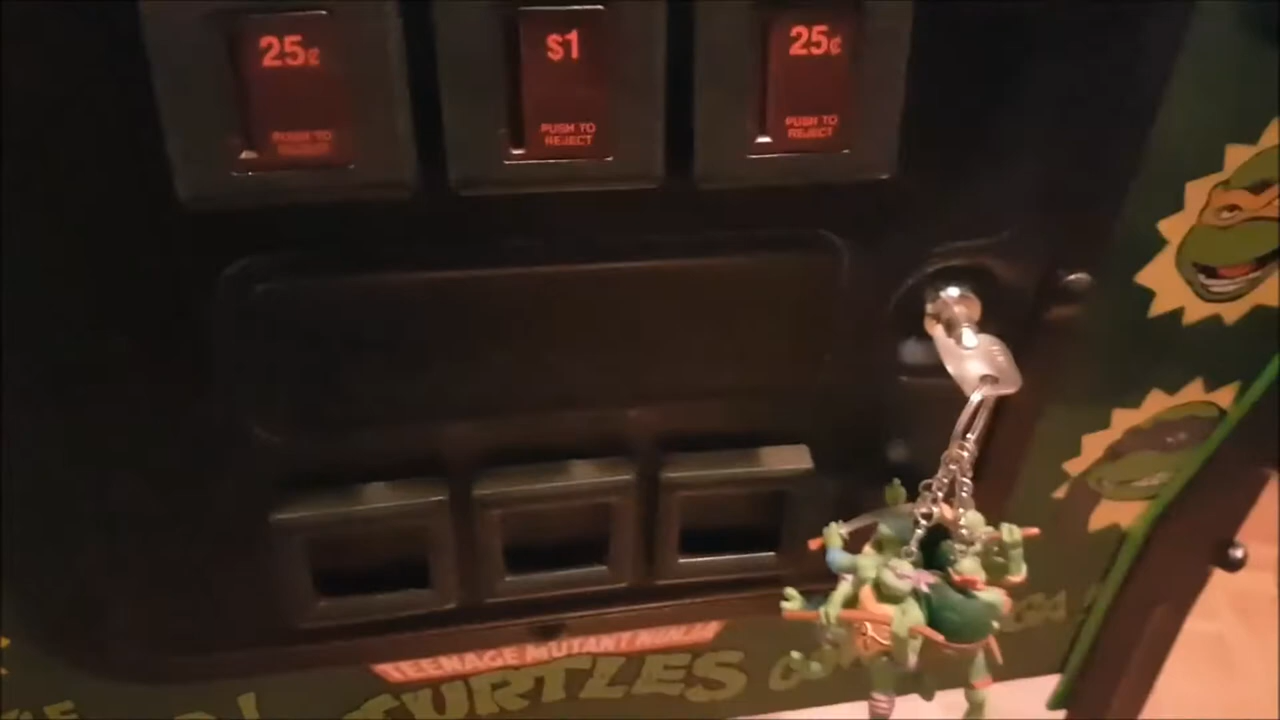 25¢
$1
25¢
PUSH TO
REJECT
PUSH TO
REJECT
PUSH TO
REJECT
TEENAGE MUTANT NINJA
TURTLES